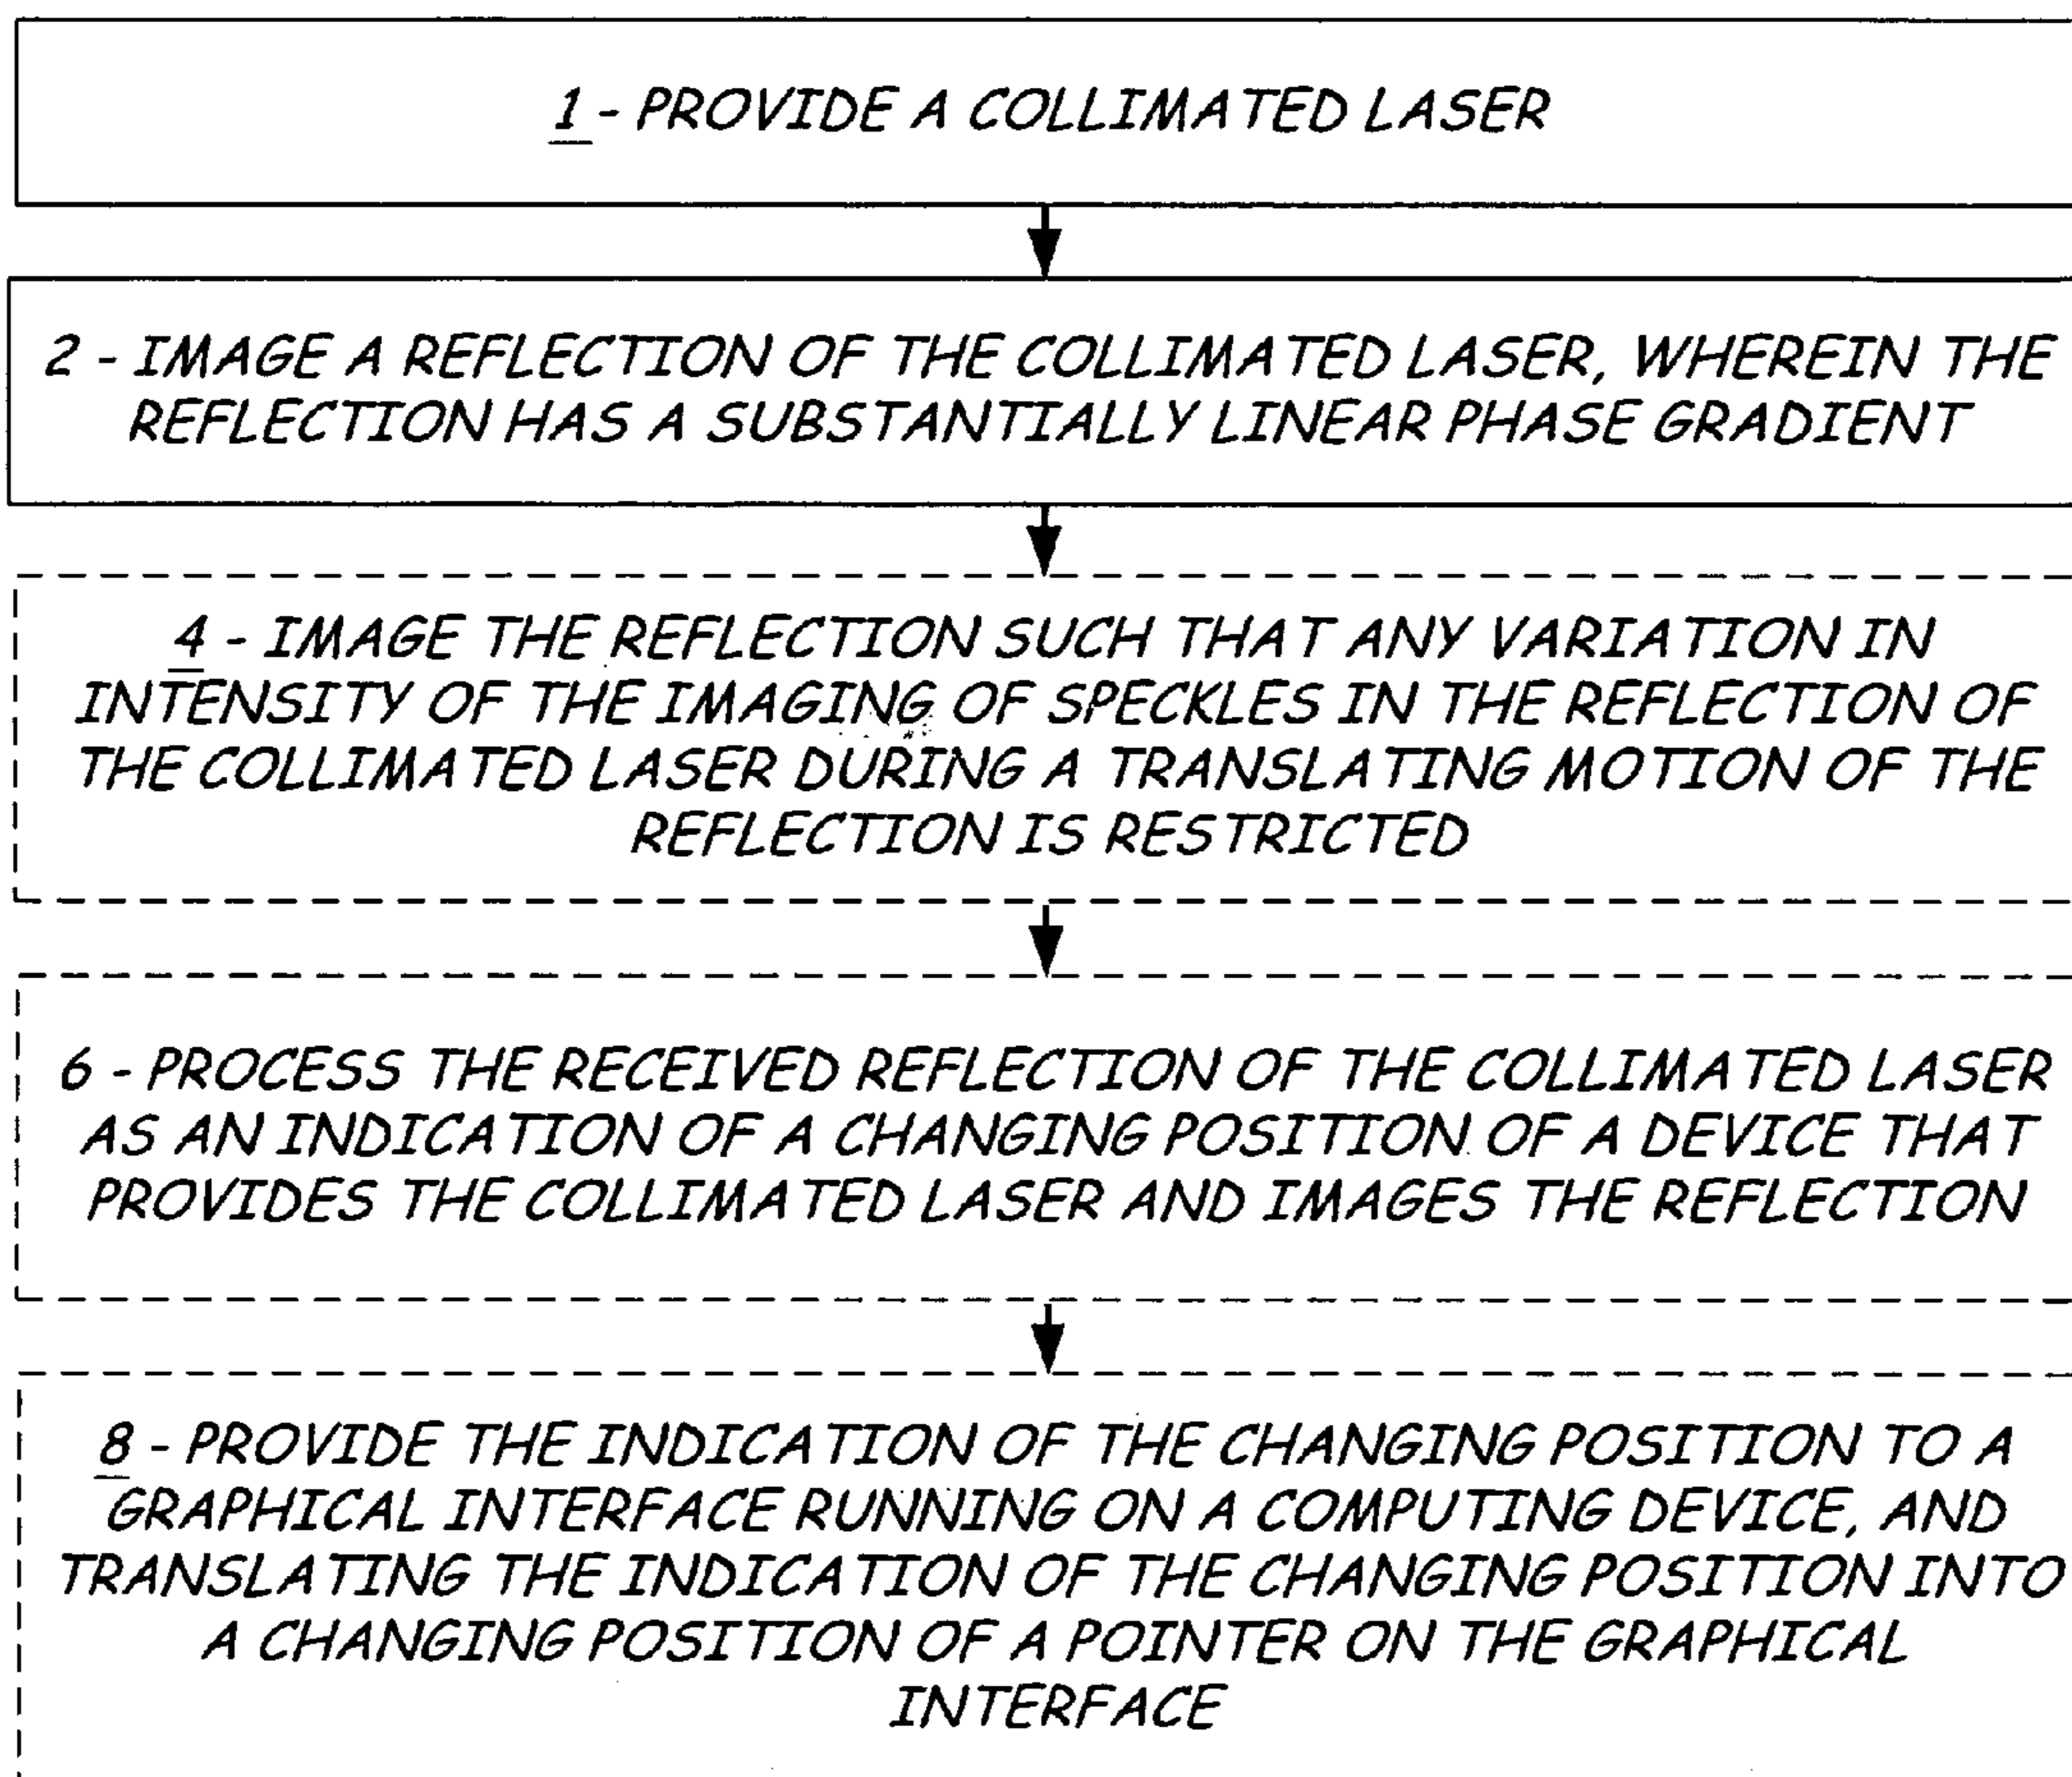 1 - PROVIDE A COLLIMATED LASER
2 - IMAGE A REFLECTION OF THE COLLIMATED LASER, WHEREIN THE
REFLECTION HAS A SUBSTANTIALLY LINEAR PHASE GRADIENT
4 - IMAGE THE REFLECTION SUCH THAT ANY VARIATION IN
INTENSITY OF THE IMAGING OF SPECKLES IN THE REFLECTION OF
THE COLLIMATED LASER DURING A TRANSLATING MOTION OF THE
REFLECTION IS RESTRICTED
6 - PROCESS THE RECEIVED REFLECTION OF THE COLLIMATED LASER
AS AN INDICATION OF A CHANGING POSITION OF A DEVICE THAT
PROVIDES THE COLLIMATED LASER AND IMAGES THE REFLECTION
8 - PROVIDE THE INDICATION OF THE CHANGING POSITION TO A
GRAPHICAL INTERFACE RUNNING ON A COMPUTING DEVICE, AND
TRANSLATING THE INDICATION OF THE CHANGING POSITION INTO
A CHANGING POSITION OF A POINTER ON THE GRAPHICAL
INTERFACE